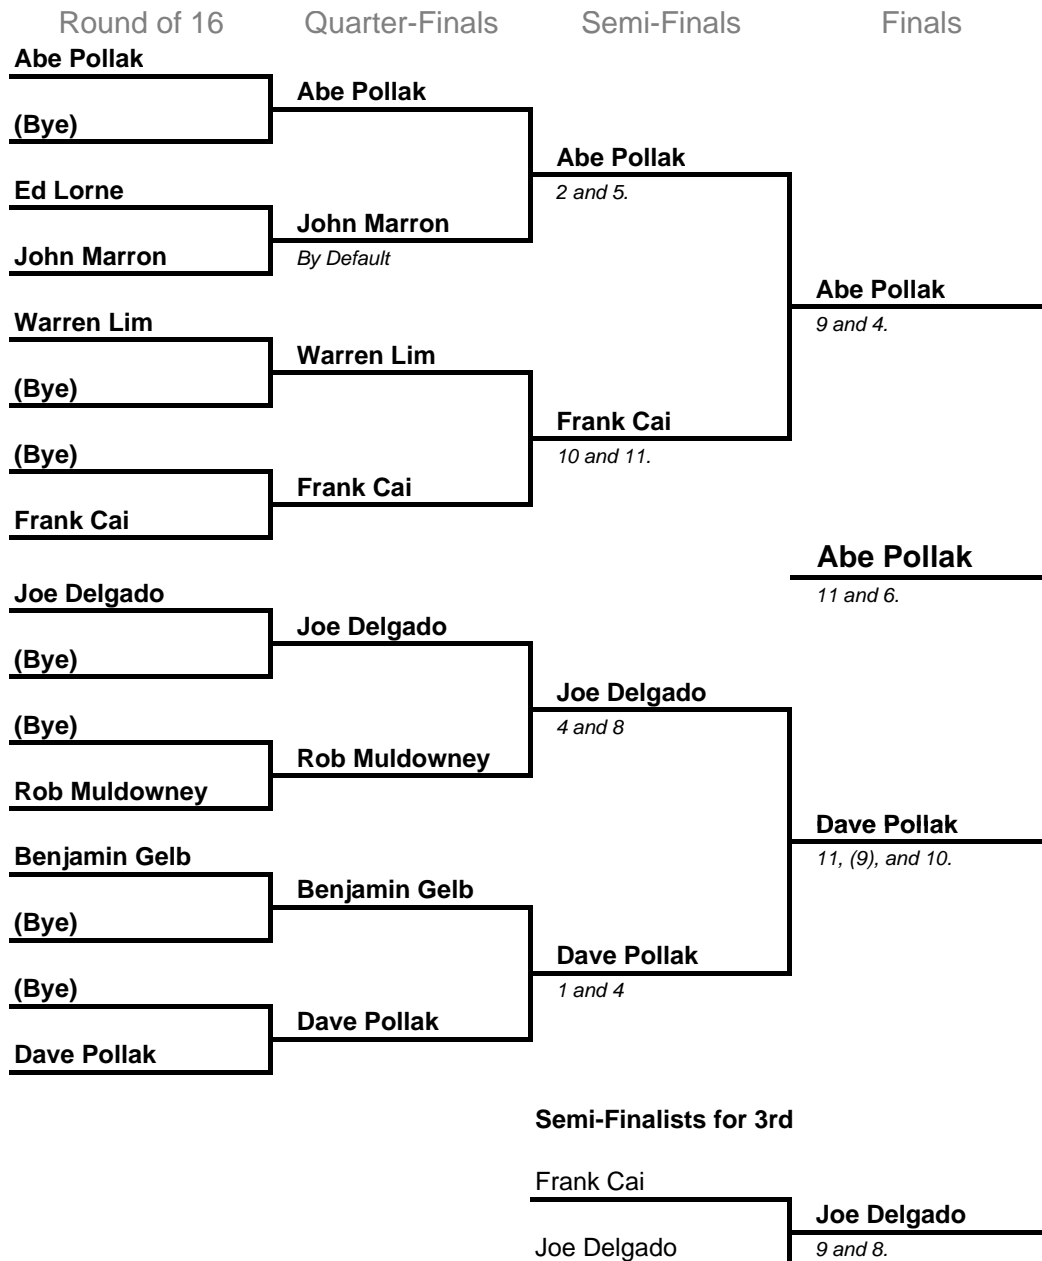 Round of 16 Quarter-Finals Semi-Finals Finals
Abe Pollak
Abe Pollak
(Bye)
Abe Pollak
2 and 5.
Ed Lorne
John Marron
By Default
John Marron
Abe Pollak
9 and 4.
Warren Lim
Warren Lim
(Bye)
Frank Cai
10 and 11.
(Bye)
Frank Cai
Frank Cai
Abe Pollak
11 and 6.
Joe Delgado
Joe Delgado
(Bye)
Joe Delgado
4 and 8
(Bye)
Rob Muldowney
Rob Muldowney
Dave Pollak
11, (9), and 10.
Benjamin Gelb
Benjamin Gelb
(Bye)
Dave Pollak
1 and 4
(Bye)
Dave Pollak
Dave Pollak
Semi-Finalists for 3rd
Frank Cai
Joe Delgado
9 and 8.
Joe Delgado